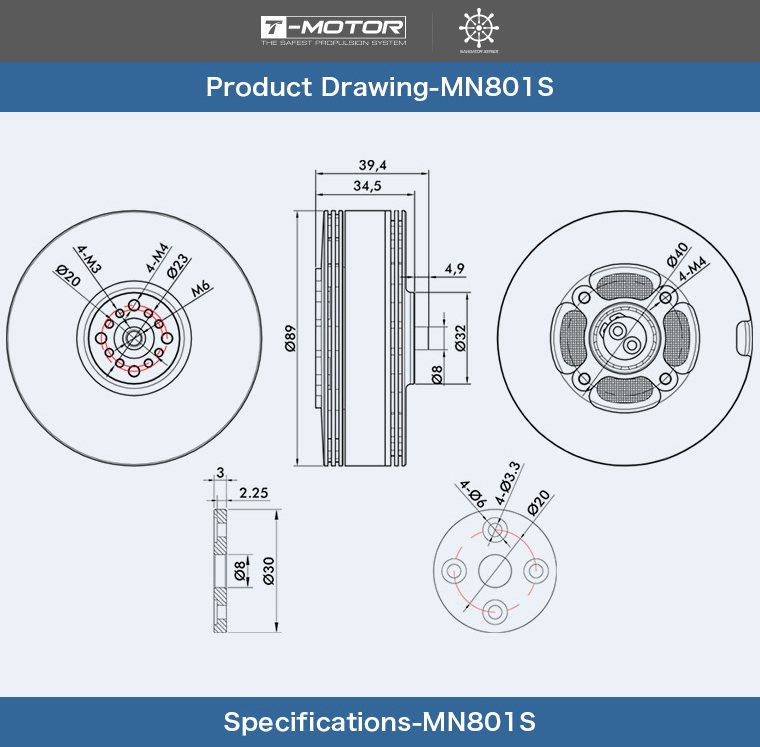 T-MOTOR
THE SAFEST PROPULSION SYSTEM
NAVIGATOR SERIES
Product Drawing-MN801S
39,4
34,5
4,9
4-M3
4-M4
Ø20
Ø23
M6
Ø89
Ø32
Ø8
Ø40
4-M4
3
2.25
Ø8
Ø30
4-Ø6
4-Ø3.3
Ø20
Specifications-MN801S